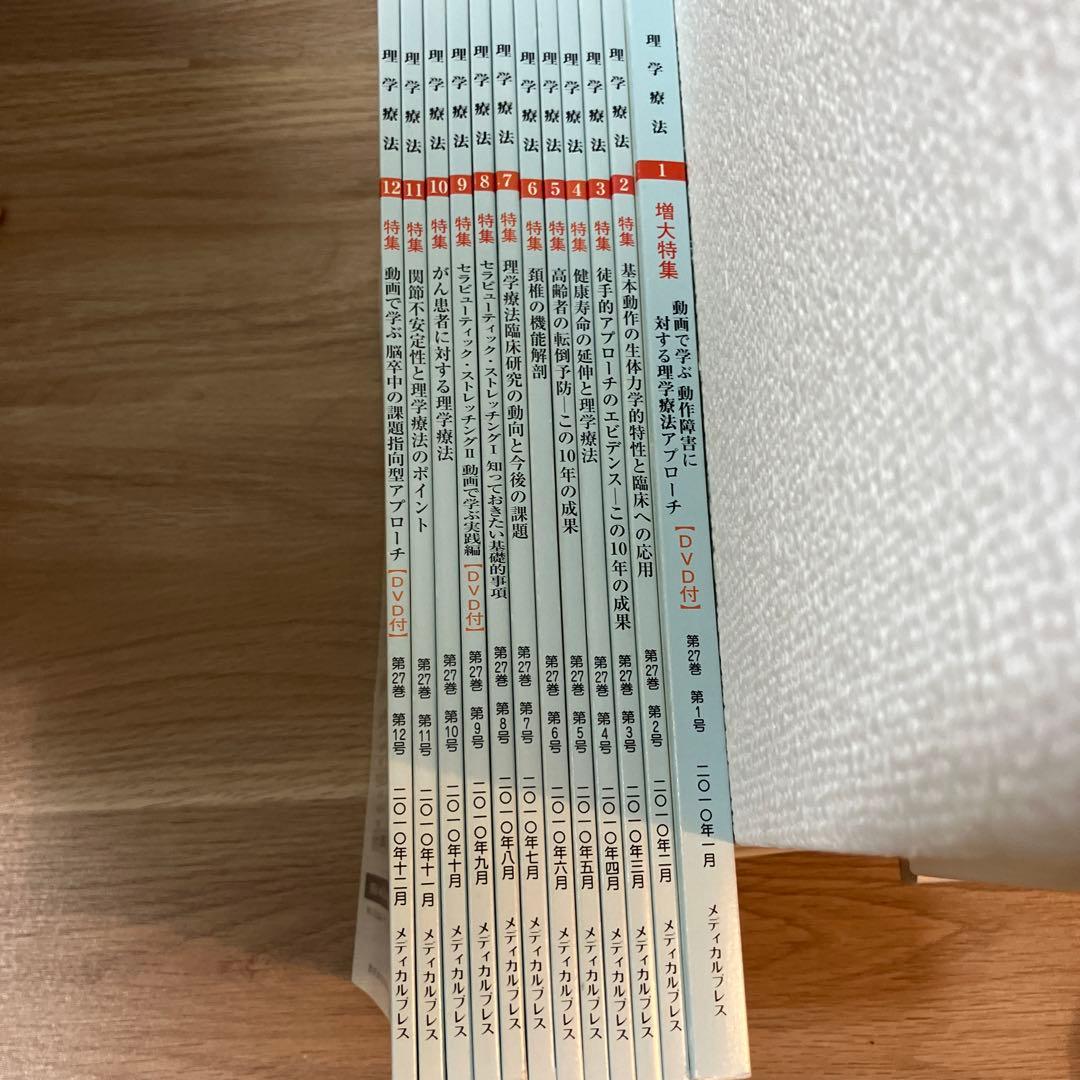 理学療法
1
増大特集
動画で学ぶ 動作障害に
対する理学療法アプローチ
【DVD付】
第27巻 第1号
二〇一〇年一月
メディカルプレス
理学療法
2
特集
基本動作の生体力学的特性と臨床への応用
第27巻 第2号
二〇一〇年二月
メディカルプレス
理学療法
3
特集
徒手的アプローチのエビデンス―この10年の成果
第27巻 第3号
二〇一〇年三月
メディカルプレス
理学療法
4
特集
健康寿命の延伸と理学療法
第27巻 第4号
二〇一〇年四月
メディカルプレス
理学療法
5
特集
高齢者の転倒予防―この10年の成果
第27巻 第5号
二〇一〇年五月
メディカルプレス
理学療法
6
特集
頚椎の機能解剖
第27巻 第6号
二〇一〇年六月
メディカルプレス
理学療法
7
特集
理学療法臨床研究の動向と今後の課題
第27巻 第7号
二〇一〇年七月
メディカルプレス
理学療法
8
特集
セラピューティック・ストレッチングI 知っておきたい基礎的事項
第27巻 第8号
二〇一〇年八月
メディカルプレス
理学療法
9
特集
セラピューティック・ストレッチングII 動画で学ぶ実践編【DVD付】
第27巻 第9号
二〇一〇年九月
メディカルプレス
理学療法
10
特集
がん患者に対する理学療法
第27巻 第10号
二〇一〇年十月
メディカルプレス
理学療法
11
特集
関節不安定性と理学療法のポイント
第27巻 第11号
二〇一〇年十一月
メディカルプレス
理学療法
12
特集
動画で学ぶ 脳卒中の課題指向型アプローチ【DVD付】
第27巻 第12号
二〇一〇年十二月
メディカルプレス